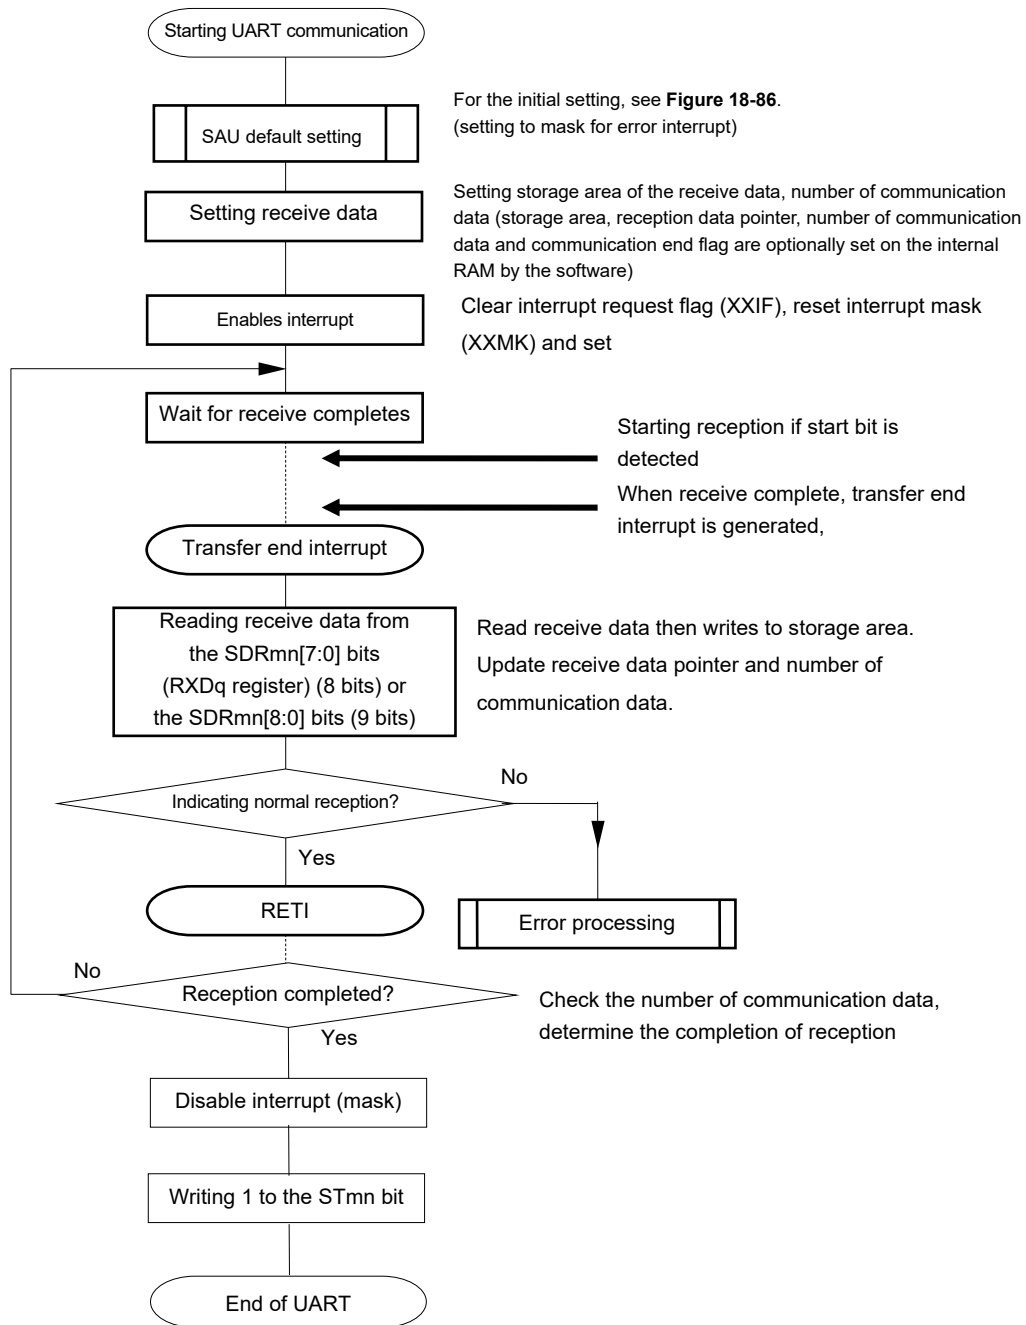 Starting UART communication
For the initial setting, see Figure 18-86.
(setting to mask for error interrupt)
SAU default setting
Setting storage area of the receive data, number of communication
data (storage area, reception data pointer, number of communication
data and communication end flag are optionally set on the internal
RAM by the software)
Setting receive data
Clear interrupt request flag (XXIF), reset interrupt mask
(XXMK) and set
Enables interrupt
Wait for receive completes
Starting reception if start bit is
detected
When receive complete, transfer end
interrupt is generated,
Transfer end interrupt
Reading receive data from
the SDRmn[7:0] bits
(RXDq register) (8 bits) or
the SDRmn[8:0] bits (9 bits)
Read receive data then writes to storage area.
Update receive data pointer and number of
communication data.
No
Indicating normal reception?
Yes
RETI
Error processing
No
Reception completed?
Yes
Check the number of communication data,
determine the completion of reception
Disable interrupt (mask)
Writing 1 to the STmn bit
End of UART